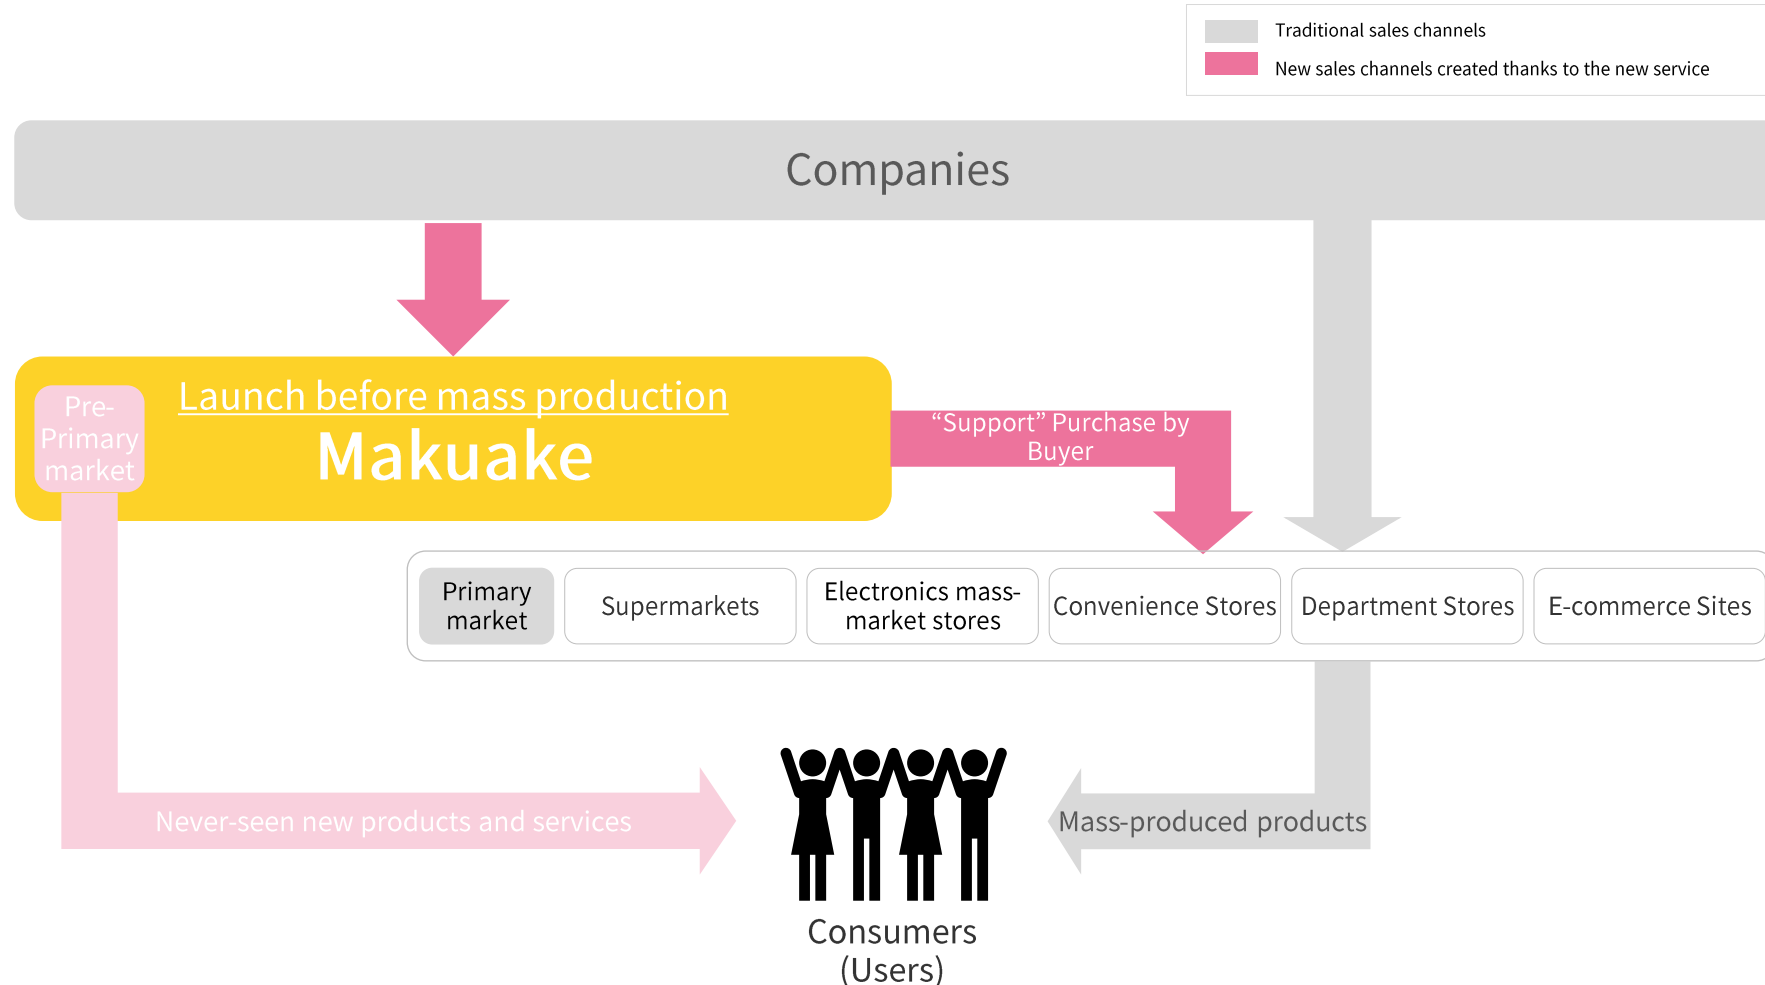 Traditional sales channels
New sales channels created thanks to the new service
Companies
Launch before mass production
Makuake
Pre-
Primary
market
“Support” Purchase by
Buyer
Primary
market
Supermarkets
Electronics mass-
market stores
Convenience Stores
Department Stores
E-commerce Sites
Never-seen new products and services
Mass-produced products
Consumers
(Users)